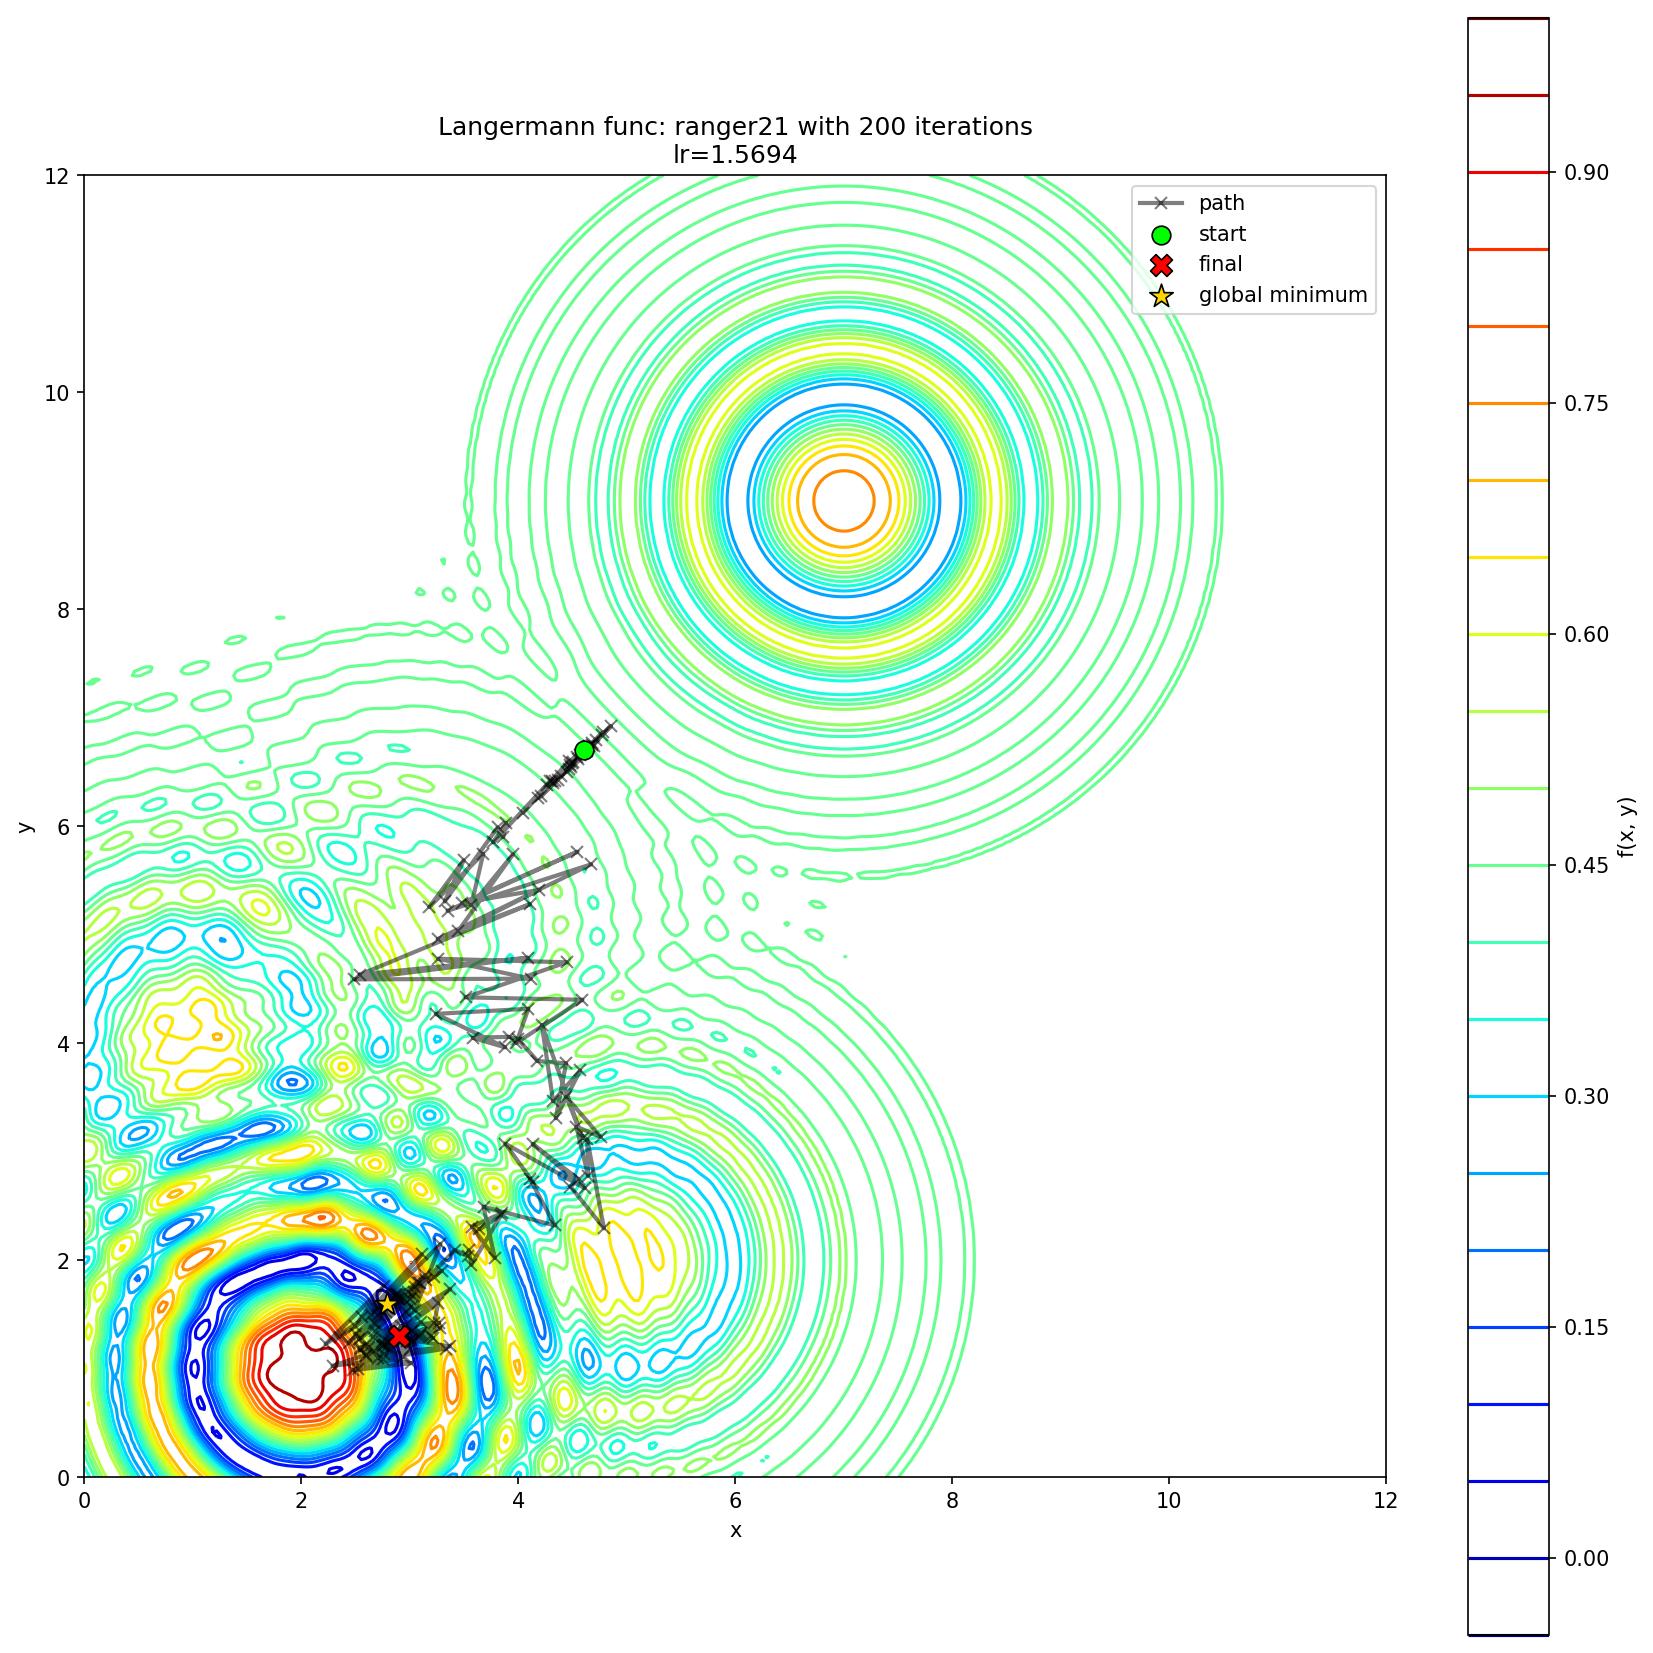 Langermann func: ranger21 with 200 iterations
lr=1.5694
path
start
final
global minimum
12
10
8
6
4
2
0
y
0
2
4
6
8
10
12
x
0.90
0.75
0.60
0.45
0.30
0.15
0.00
f(x, y)